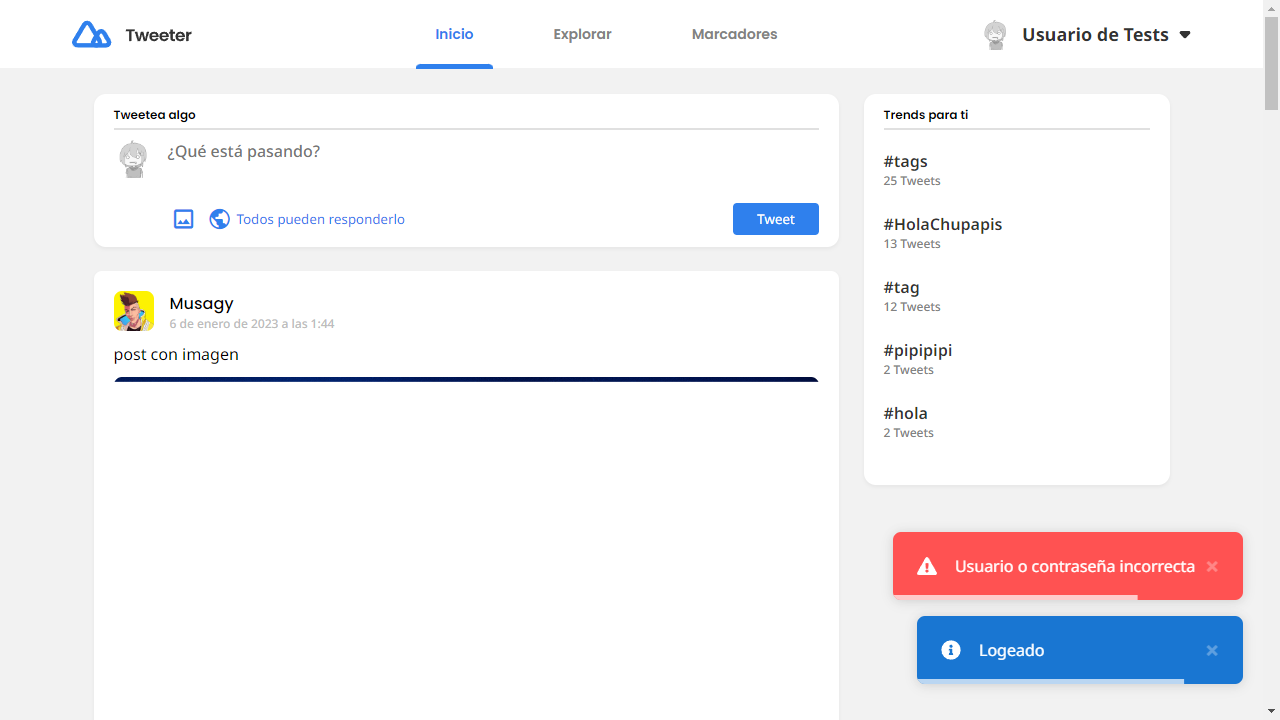 Tweeter
Inicio
Explorar
Marcadores
Usuario de Tests
Tweetea algo
¿Qué está pasando?
Todos pueden responderlo
Tweet
Musagy
6 de enero de 2023 a las 1:44
post con imagen
Trends para ti
#tags
25 Tweets
#HolaChupapis
13 Tweets
#tag
12 Tweets
#pipipipi
2 Tweets
#hola
2 Tweets
Usuario o contraseña incorrecta
Logeado